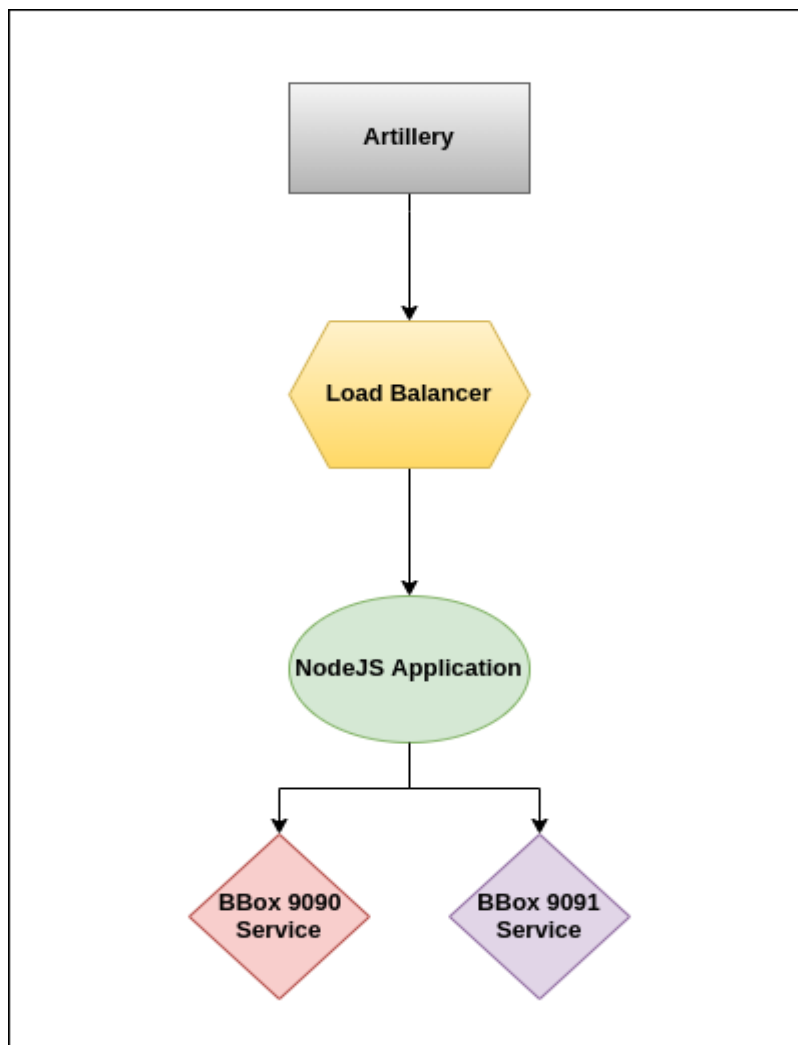 Artillery
Load Balancer
NodeJS Application
BBox 9090
Service
BBox 9091
Service